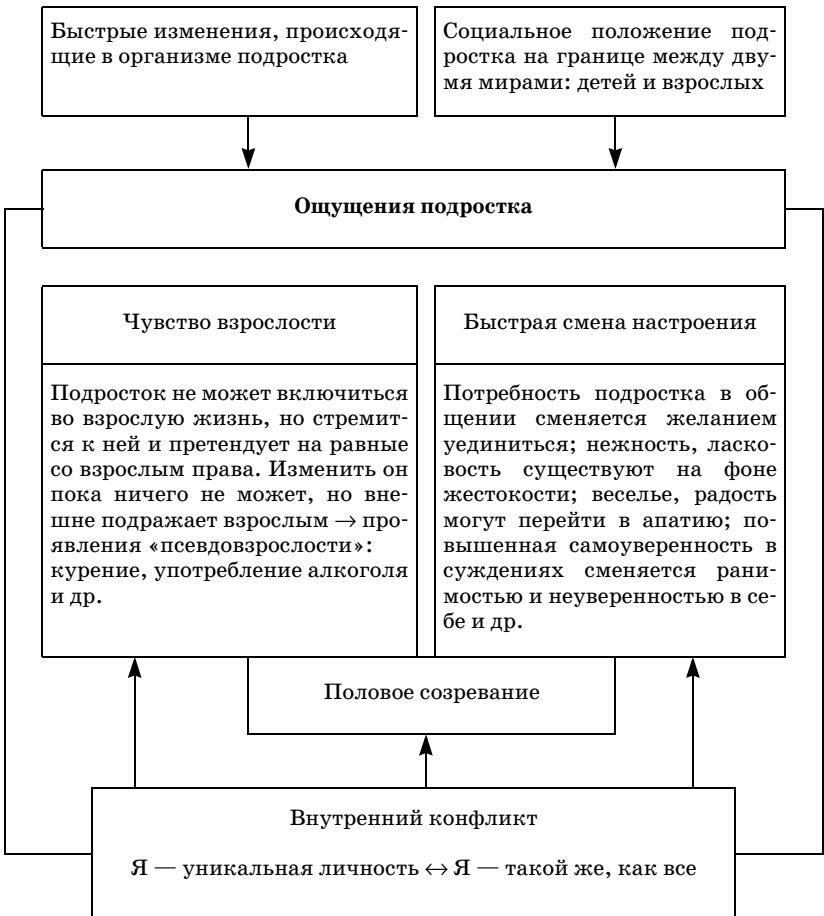 Быстрые изменения, происходя-
щие в организме подростка
Социальное положение под-
ростка на границе между дву-
мя мирами: детей и взрослых
Ощущения подростка
Чувство взрослости
Подросток не может включиться
во взрослую жизнь, но стремит-
ся к ней и претендует на равные
со взрослым права. Изменить он
пока ничего не может, но вне-
шне подражает взрослым → про-
явления «псевдовзрослости»:
курение, употребление алкоголя
и др.
Быстрая смена настроения
Потребность подростка в об-
щении сменяется желанием
уединиться; нежность, ласко-
вость существуют на фоне
жестокости; веселье, радость
могут перейти в апатию; по-
вышенная самоуверенность в
суждениях сменяется рани-
мостью и неуверенностью в се-
бе и др.
Половое созревание
Внутренний конфликт
Я — уникальная личность ↔ Я — такой же, как все